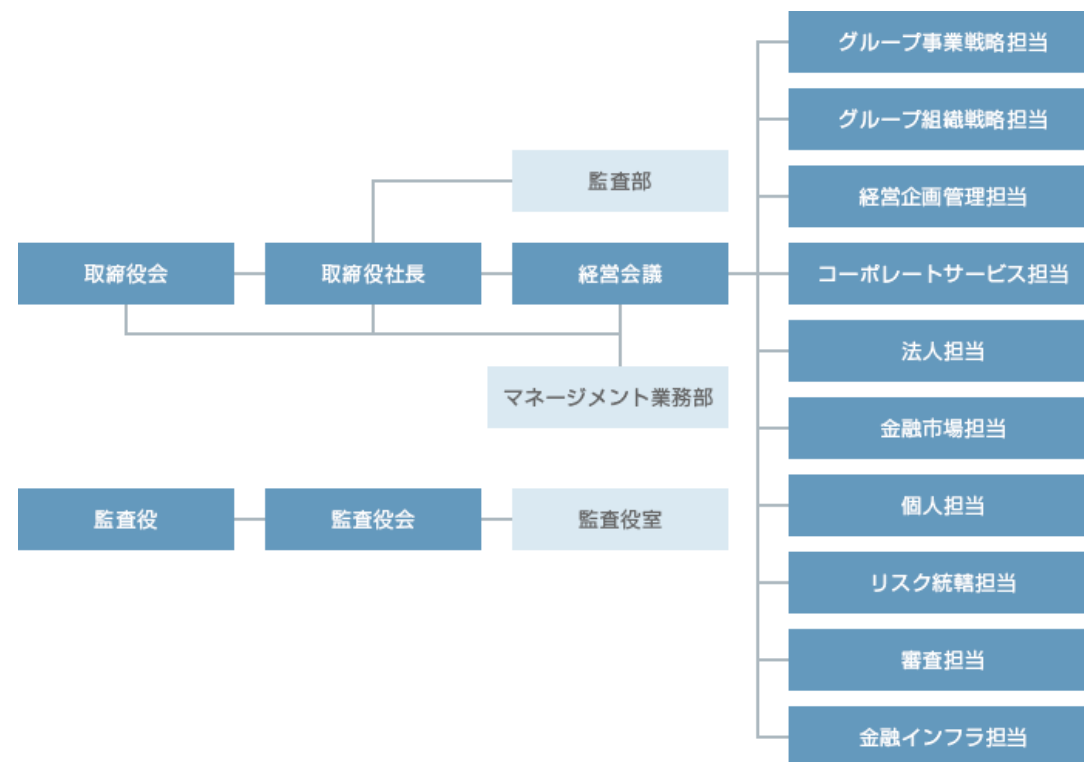 グループ事業戦略担当
グループ組織戦略担当
監査部
経営企画管理担当
取締役会
取締役社長
経営会議
コーポレートサービス担当
法人担当
マネージメント業務部
金融市場担当
個人担当
監査役
監査役会
監査役室
リスク統轄担当
審査担当
金融インフラ担当